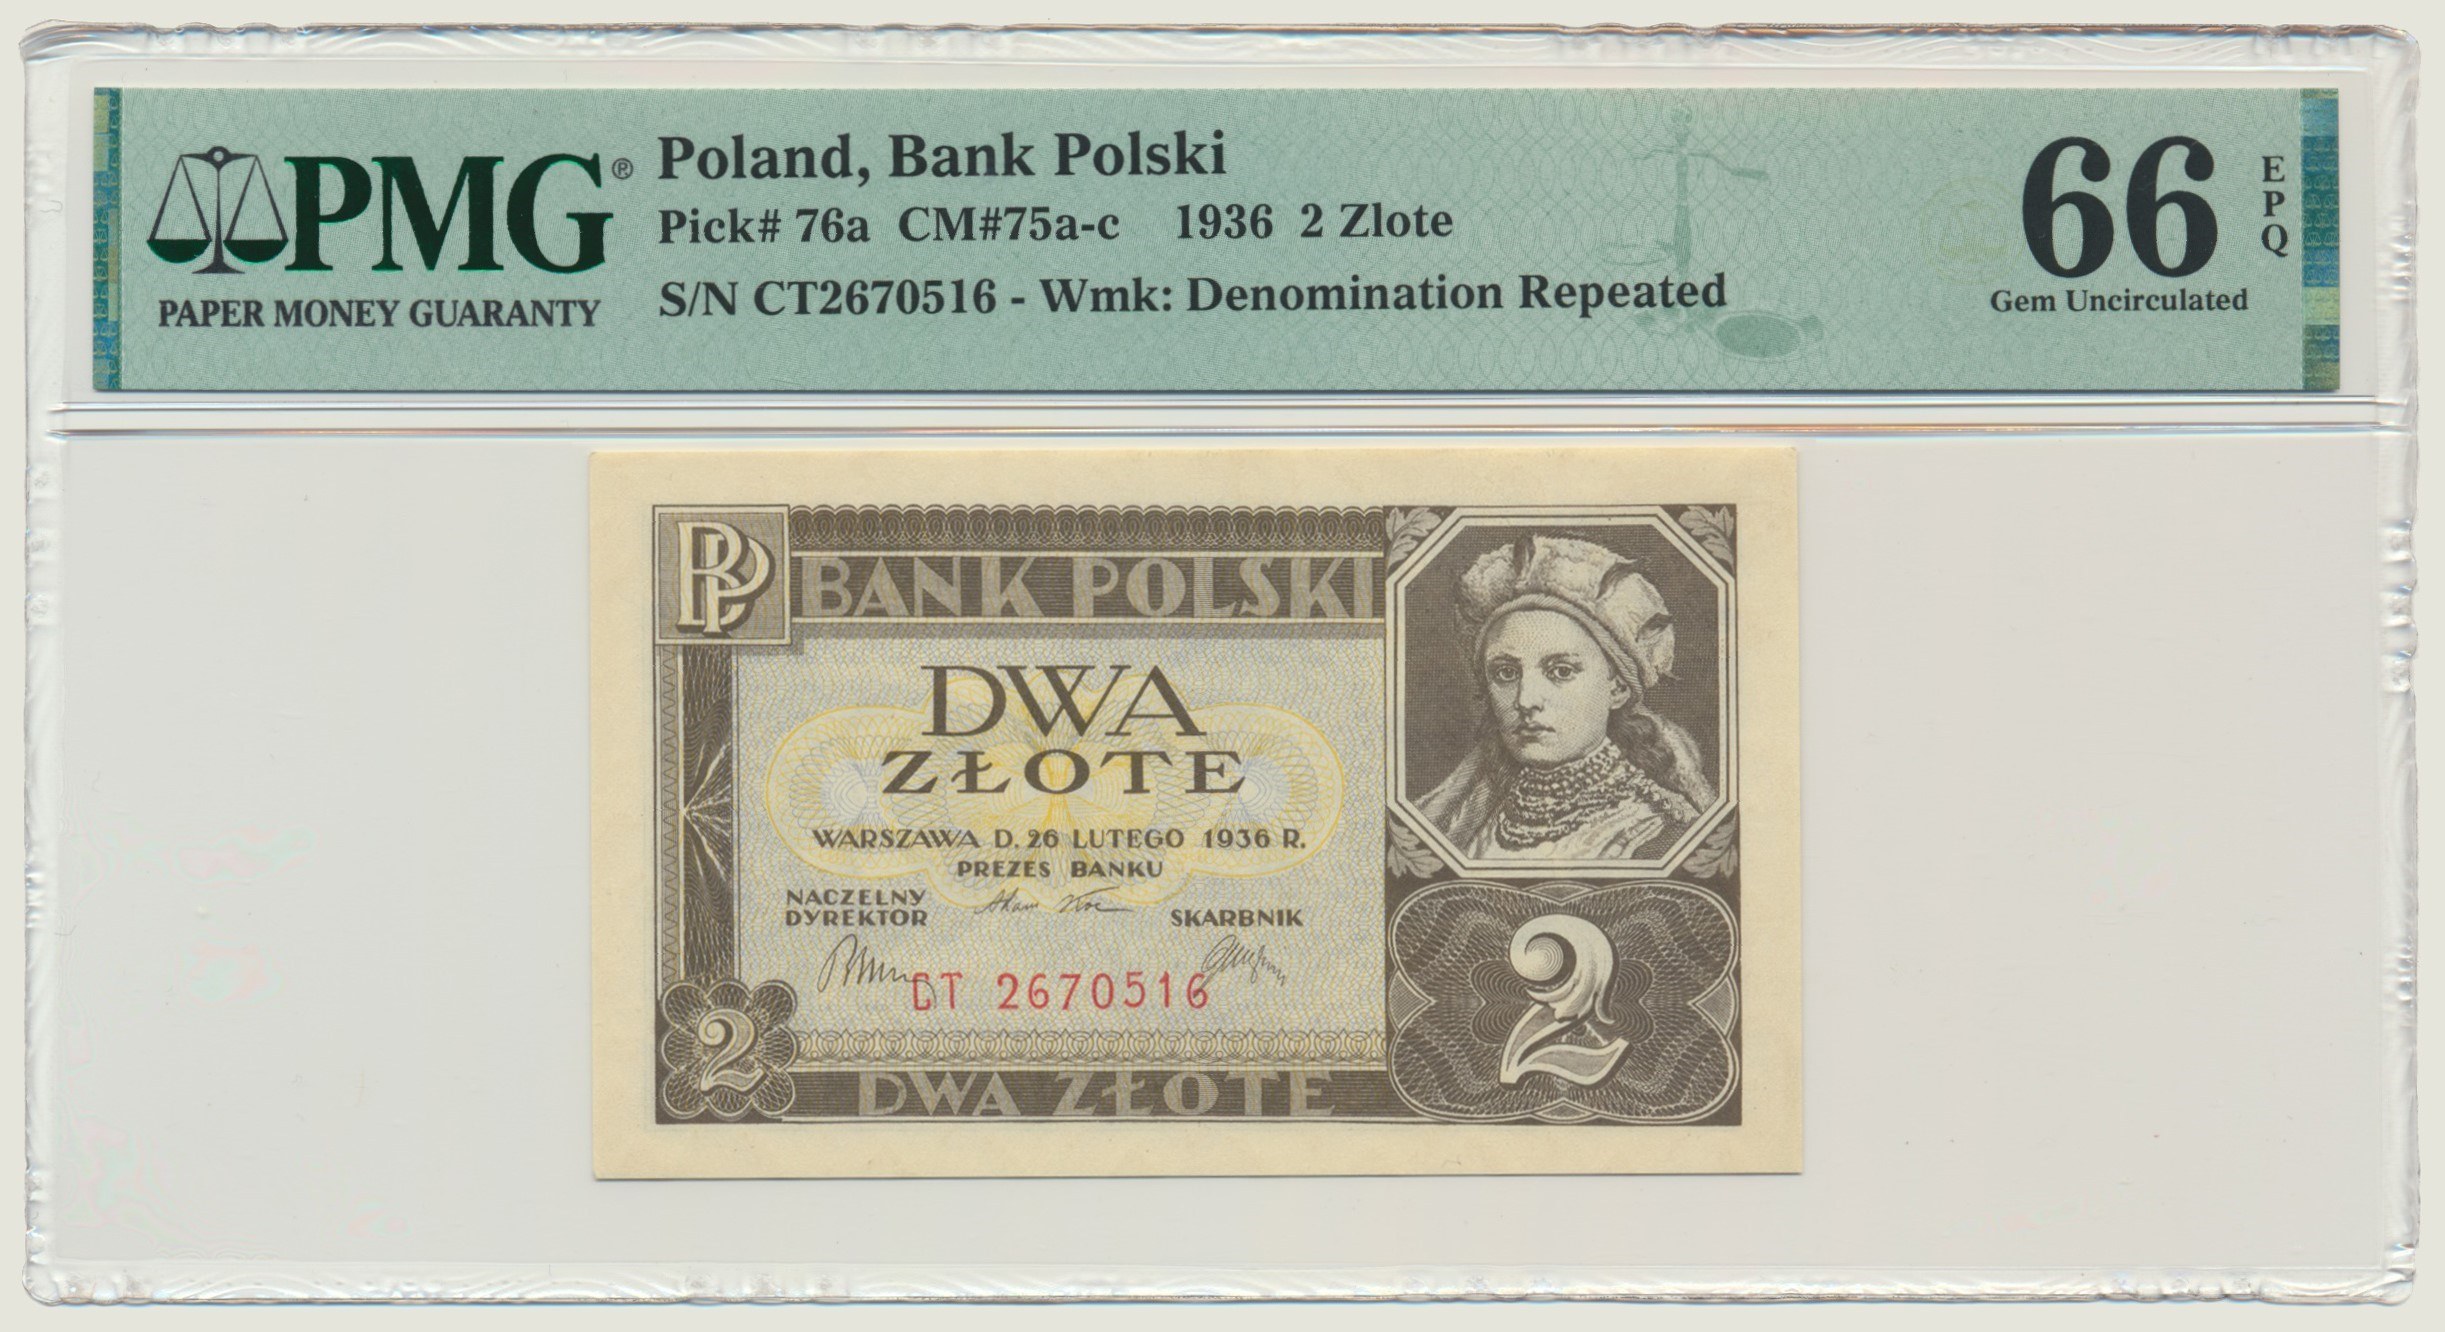 PMG®
PAPER MONEY GUARANTY
Poland, Bank Polski
Pick# 76a CM#75a-c 1936 2 Zlote
S/N CT2670516 - Wmk: Denomination Repeated
66
EPQ
Gem Uncirculated
BP
BANK POLSKI
DWA
ZŁOTE
WARSZAWA D. 26 LUTEGO 1936 R.
PREZES BANKU
NACZELNY
DYREKTOR
Adam Koc
SKARBNIK
CT 2670516
2
2
DWA ZŁOTE